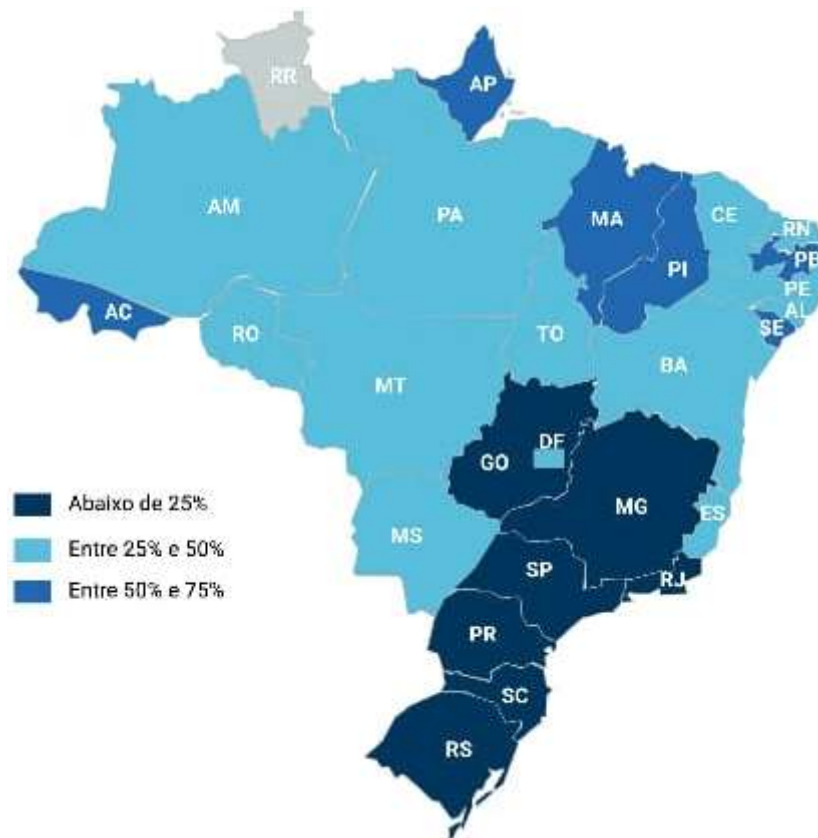 RR
AP
AM
PA
MA
CE
RN
PB
PI
PE
AL
AC
SE
RO
TO
BA
MT
DF
GO
Abaixo de 25%
MG
ES
MS
Entre 25% e 50%
SP
RJ
Entre 50% e 75%
PR
SC
RS